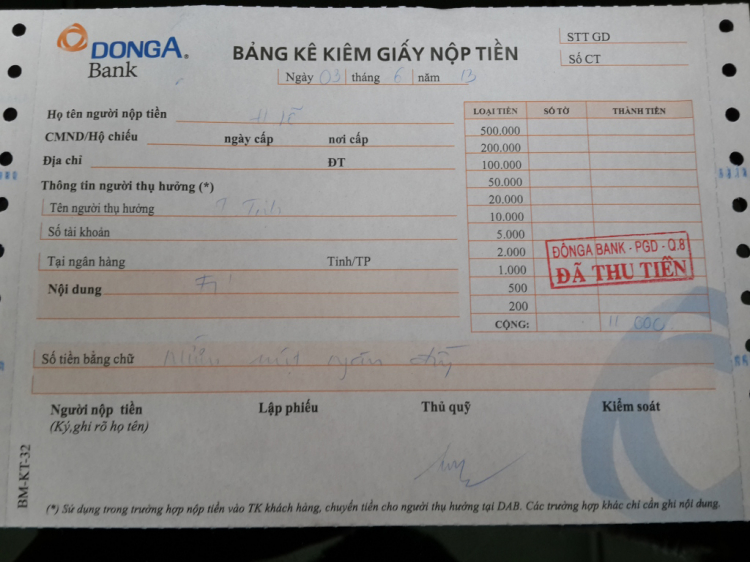 DONGA Bank
BẢNG KÊ KIÊM GIẤY NỘP TIỀN
Ngày 03 tháng 6 năm 13
STT GD
Số CT
Họ tên người nộp tiền
CMND/Hộ chiếu ngày cấp nơi cấp
Địa chỉ ĐT
Thông tin người thụ hưởng (*)
Tên người thụ hưởng
Số tài khoản
Tại ngân hàng Tỉnh/TP
Nội dung
LOẠI TIỀN SỐ TỜ THÀNH TIỀN
500.000
200.000
100.000
50.000
20.000
10.000
5.000
2.000
1.000
500
200
CỘNG: 11 000
ĐÔNGA BANK - PGD - Q.8
ĐÃ THU TIỀN
Số tiền bằng chữ
Người nộp tiền Lập phiếu Thủ quỹ Kiểm soát
(Ký,ghi rõ họ tên)
BM-KT-32
(*) Sử dụng trong trường hợp nộp tiền vào TK khách hàng, chuyển tiền cho người thụ hưởng tại DAB. Các trường hợp khác chỉ cần ghi nội dung.